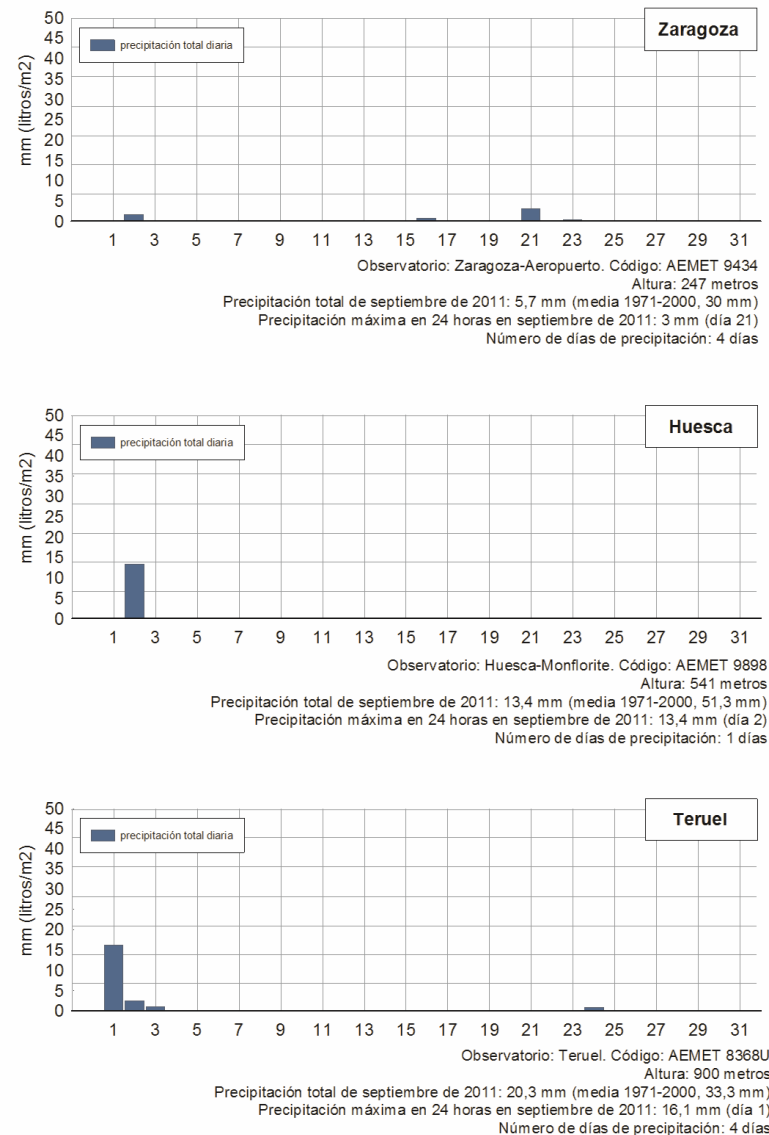 Zaragoza
precipitación total diaria
mm (litros/m2)
50
45
40
35
30
25
20
15
10
5
0
1 3 5 7 9 11 13 15 17 19 21 23 25 27 29 31
Observatorio: Zaragoza-Aeropuerto. Código: AEMET 9434
Altura: 247 metros
Precipitación total de septiembre de 2011: 5,7 mm (media 1971-2000, 30 mm)
Precipitación máxima en 24 horas en septiembre de 2011: 3 mm (día 21)
Número de días de precipitación: 4 días
Huesca
precipitación total diaria
mm (litros/m2)
50
45
40
35
30
25
20
15
10
5
0
1 3 5 7 9 11 13 15 17 19 21 23 25 27 29 31
Observatorio: Huesca-Monflorite. Código: AEMET 9898
Altura: 541 metros
Precipitación total de septiembre de 2011: 13,4 mm (media 1971-2000, 51,3 mm)
Precipitación máxima en 24 horas en septiembre de 2011: 13,4 mm (día 2)
Número de días de precipitación: 1 días
Teruel
precipitación total diaria
mm (litros/m2)
50
45
40
35
30
25
20
15
10
5
0
1 3 5 7 9 11 13 15 17 19 21 23 25 27 29 31
Observatorio: Teruel. Código: AEMET 8368U
Altura: 900 metros
Precipitación total de septiembre de 2011: 20,3 mm (media 1971-2000, 33,3 mm)
Precipitación máxima en 24 horas en septiembre de 2011: 16,1 mm (día 1)
Número de días de precipitación: 4 días